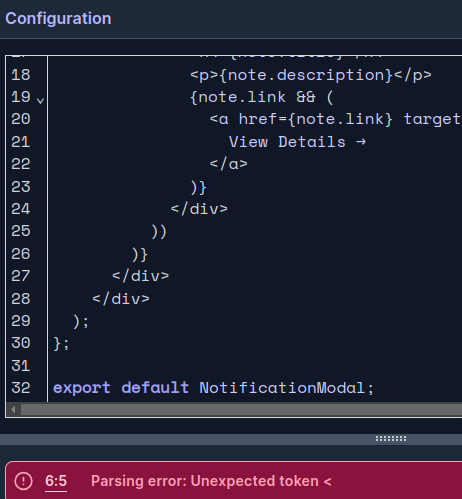 Configuration
18 <p>{note.description}</p>
19 {note.link && (
20 <a href={note.link} target
21 View Details →
22 </a>
23 )}
24 </div>
25 ))
26 )}
27 </div>
28 </div>
29 );
30 };
31
32 export default NotificationModal;
6:5 Parsing error: Unexpected token <